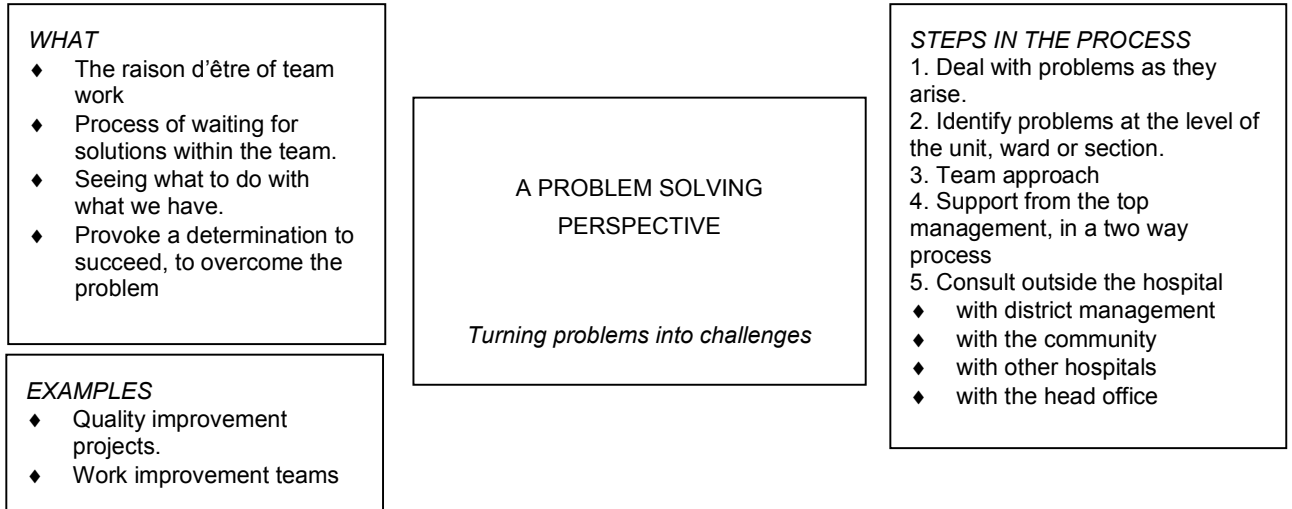 WHAT
♦ The raison d’être of team
work
♦ Process of waiting for
solutions within the team.
♦ Seeing what to do with
what we have.
♦ Provoke a determination to
succeed, to overcome the
problem
EXAMPLES
♦ Quality improvement
projects.
♦ Work improvement teams
A PROBLEM SOLVING
PERSPECTIVE
Turning problems into challenges
STEPS IN THE PROCESS
1. Deal with problems as they
arise.
2. Identify problems at the level of
the unit, ward or section.
3. Team approach
4. Support from the top
management, in a two way
process
5. Consult outside the hospital
♦ with district management
♦ with the community
♦ with other hospitals
♦ with the head office